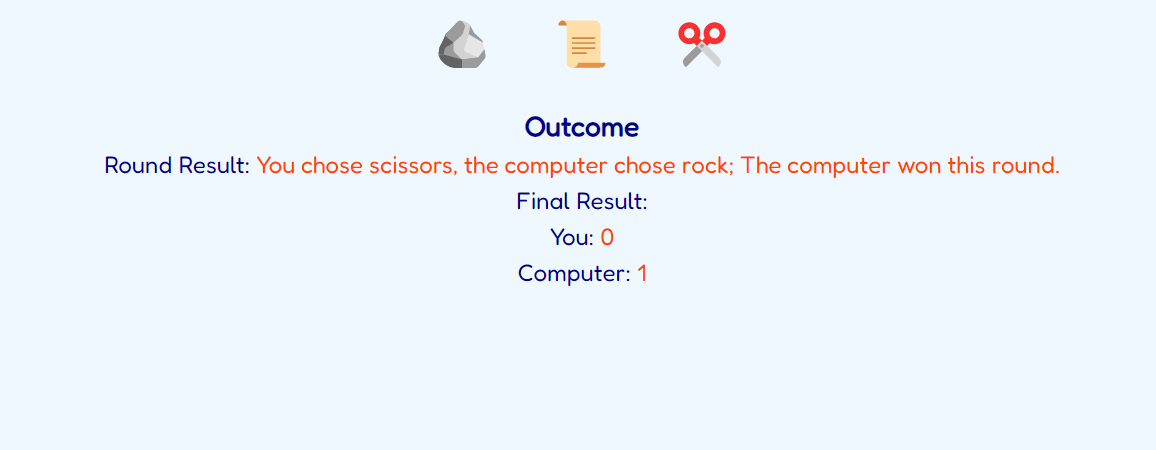 Outcome
Round Result: You chose scissors, the computer chose rock; The computer won this round.
Final Result:
You: 0
Computer: 1